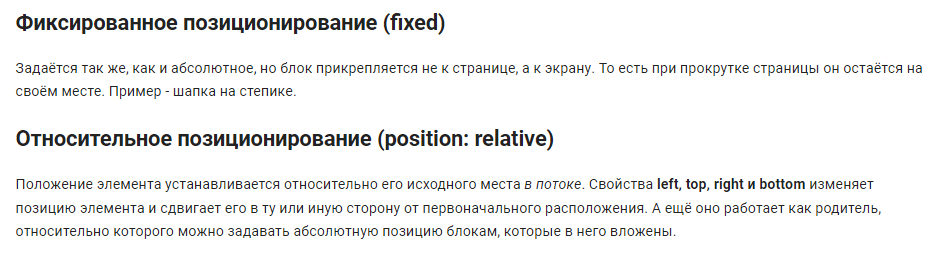 Фиксированное позиционирование (fixed)
Задаётся так же, как и абсолютное, но блок прикрепляется не к странице, а к экрану. То есть при прокрутке страницы он остаётся на
своём месте. Пример - шапка на степике.
Относительное позиционирование (position: relative)
Положение элемента устанавливается относительно его исходного места в потоке. Свойства left, top, right и bottom изменяет
позицию элемента и сдвигает его в ту или иную сторону от первоначального расположения. А ещё оно работает как родитель,
относительно которого можно задавать абсолютную позицию блокам, которые в него вложены.